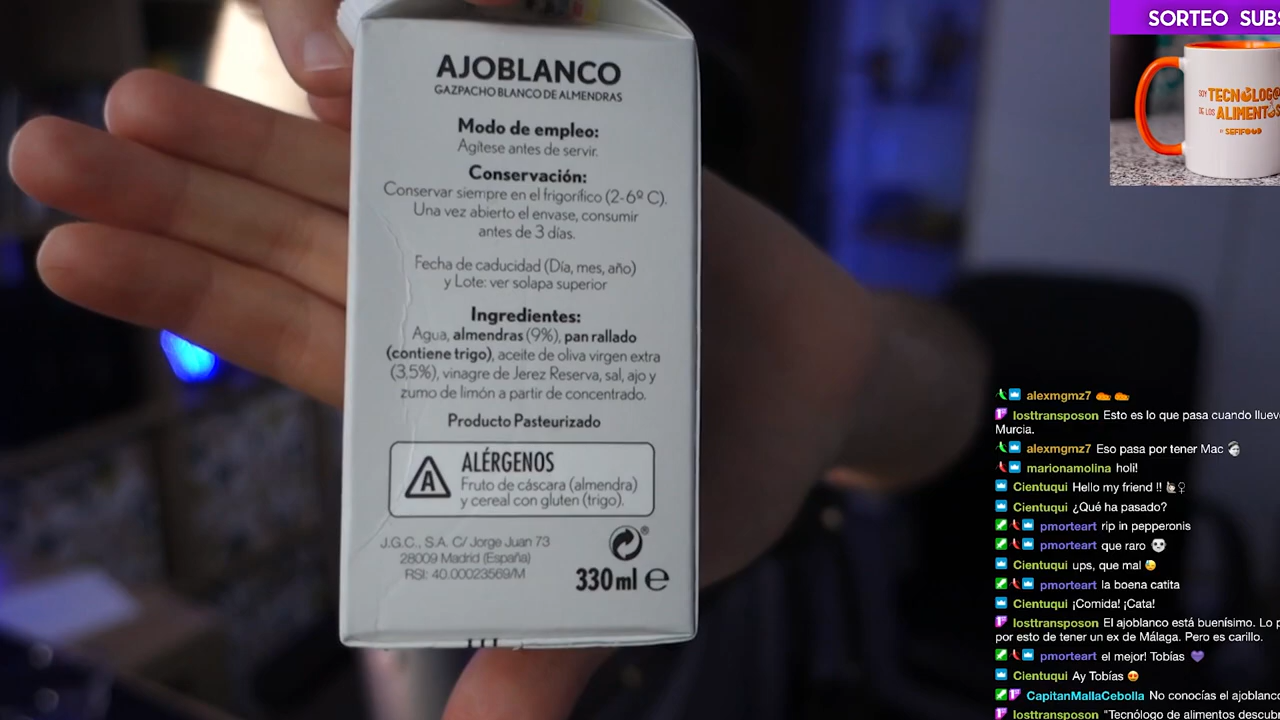 AJOBLANCO
GAZPACHO BLANCO DE ALMENDRAS
Modo de empleo:
Agítese antes de servir.
Conservación:
Conservar siempre en el frigorífico (2-6º C).
Una vez abierto el envase, consumir
antes de 3 días.
Fecha de caducidad (Día, mes, año)
y Lote: ver solapa superior
Ingredientes:
Agua, almendras (9%), pan rallado
(contiene trigo), aceite de oliva virgen extra
(3,5%), vinagre de Jerez Reserva, sal, ajo y
zumo de limón a partir de concentrado.
Producto Pasteurizado
A
ALÉRGENOS
Fruto de cáscara (almendra)
y cereal con gluten (trigo).
J.G.C., S.A. C/ Jorge Juan 73
28009 Madrid (España)
RSI: 40.00023569/M
®
330 ml e
SORTEO SUBS
SOY TECNÓLOG@
DE LOS ALIMENTOS
BY SEFIFOOD
alexmgmz7
losttransposon Esto es lo que pasa cuando lluev
Murcia.
alexmgmz7 Eso pasa por tener Mac
marionamolina holi!
Cientuqui Hello my friend !!
Cientuqui ¿Qué ha pasado?
pmorteart rip in pepperonis
pmorteart que raro
Cientuqui ups, que mal
pmorteart la boena catita
Cientuqui ¡Comida! ¡Cata!
losttransposon El ajoblanco está buenísimo. Lo p
por esto de tener un ex de Málaga. Pero es carillo.
pmorteart el mejor! Tobías
Cientuqui Ay Tobías
CapitanMallaCebolla No conocías el ajoblanco
losttransposon "Tecnólogo de alimentos descub